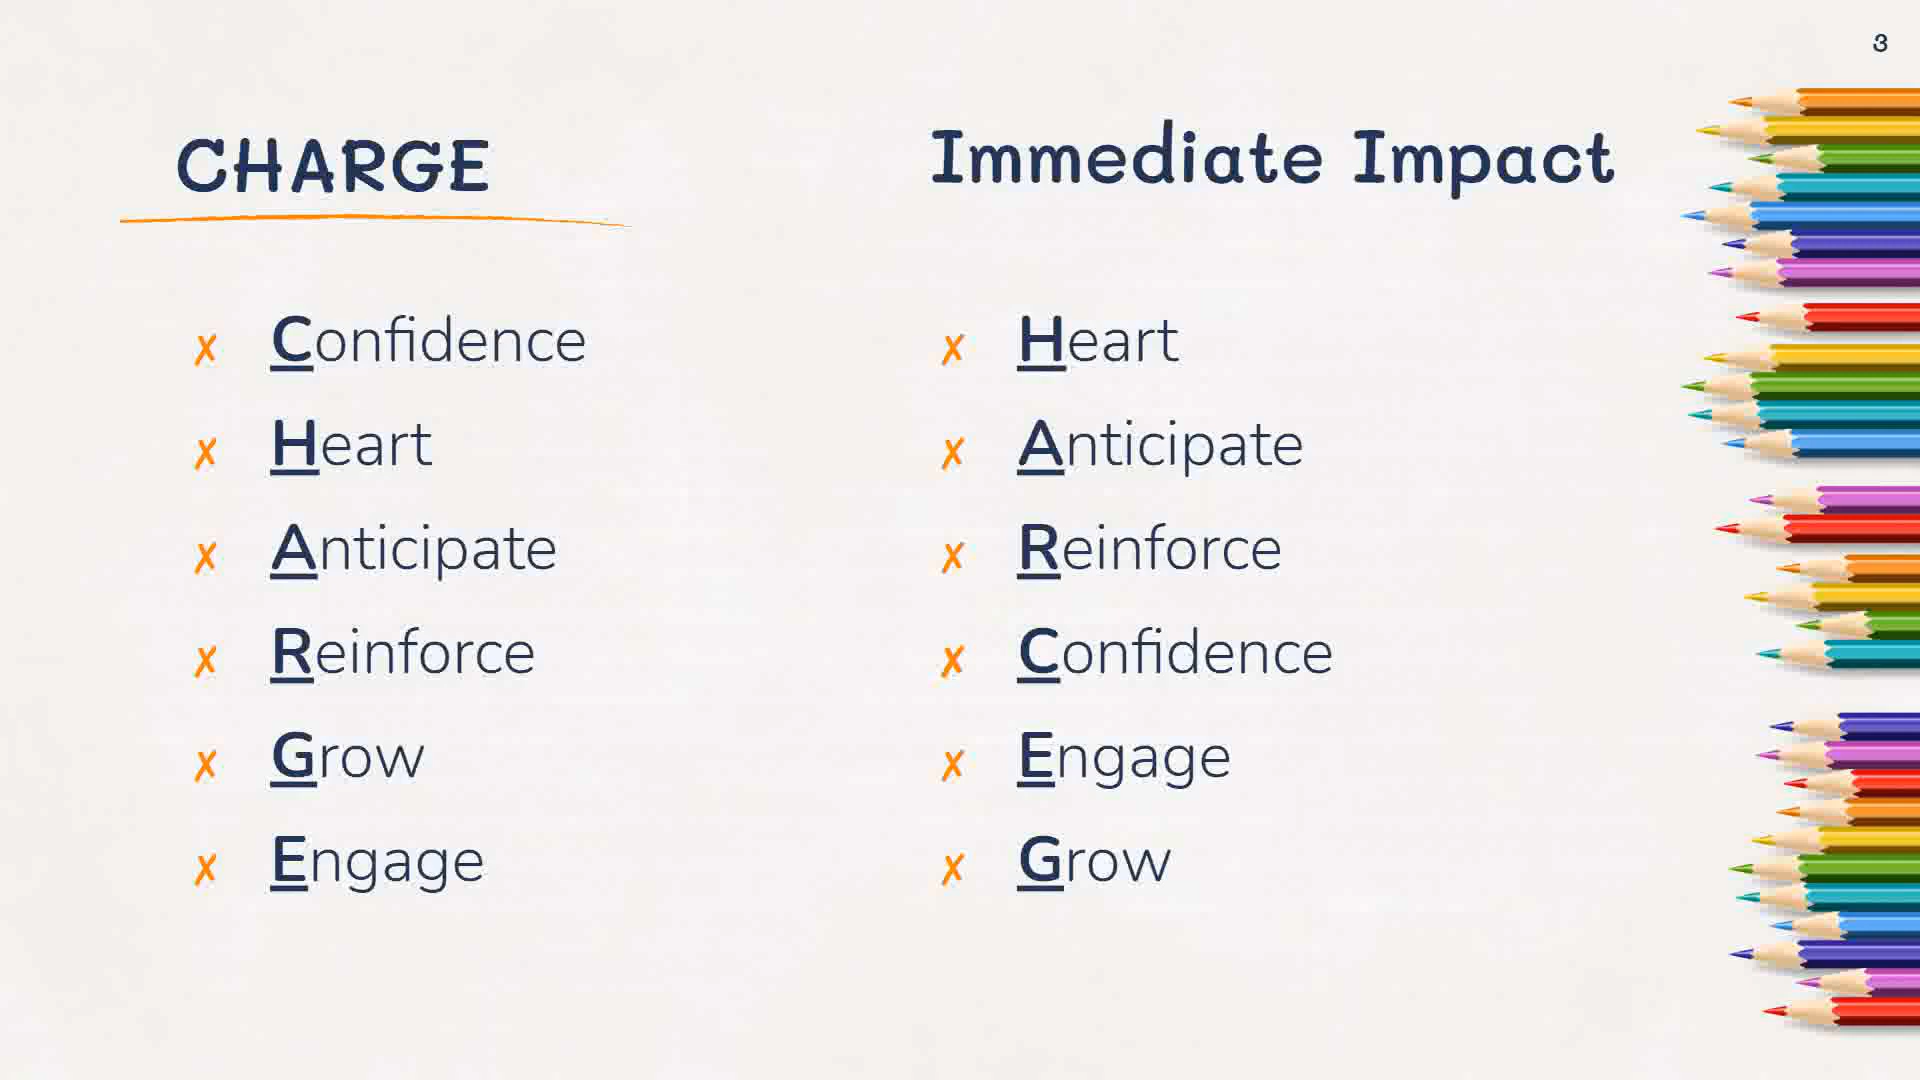 3
CHARGE
Confidence
Heart
Anticipate
Reinforce
Grow
Engage
Immediate Impact
Heart
Anticipate
Reinforce
Confidence
Engage
Grow